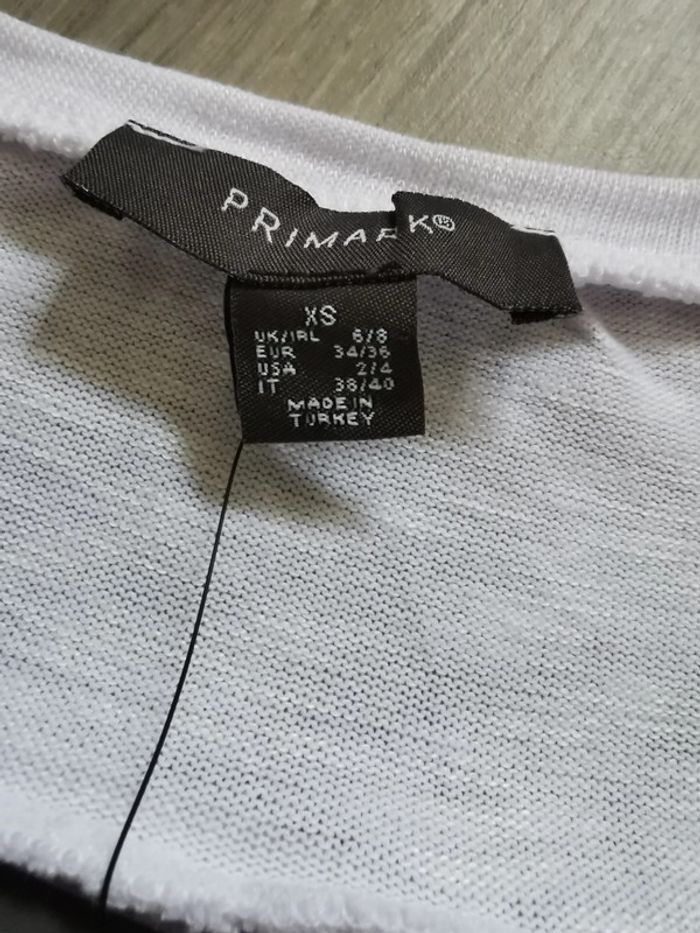 PRIMARK®
XS
UK/IRL 6/8
EUR 34/36
USA 2/4
IT 38/40
MADE IN
TURKEY